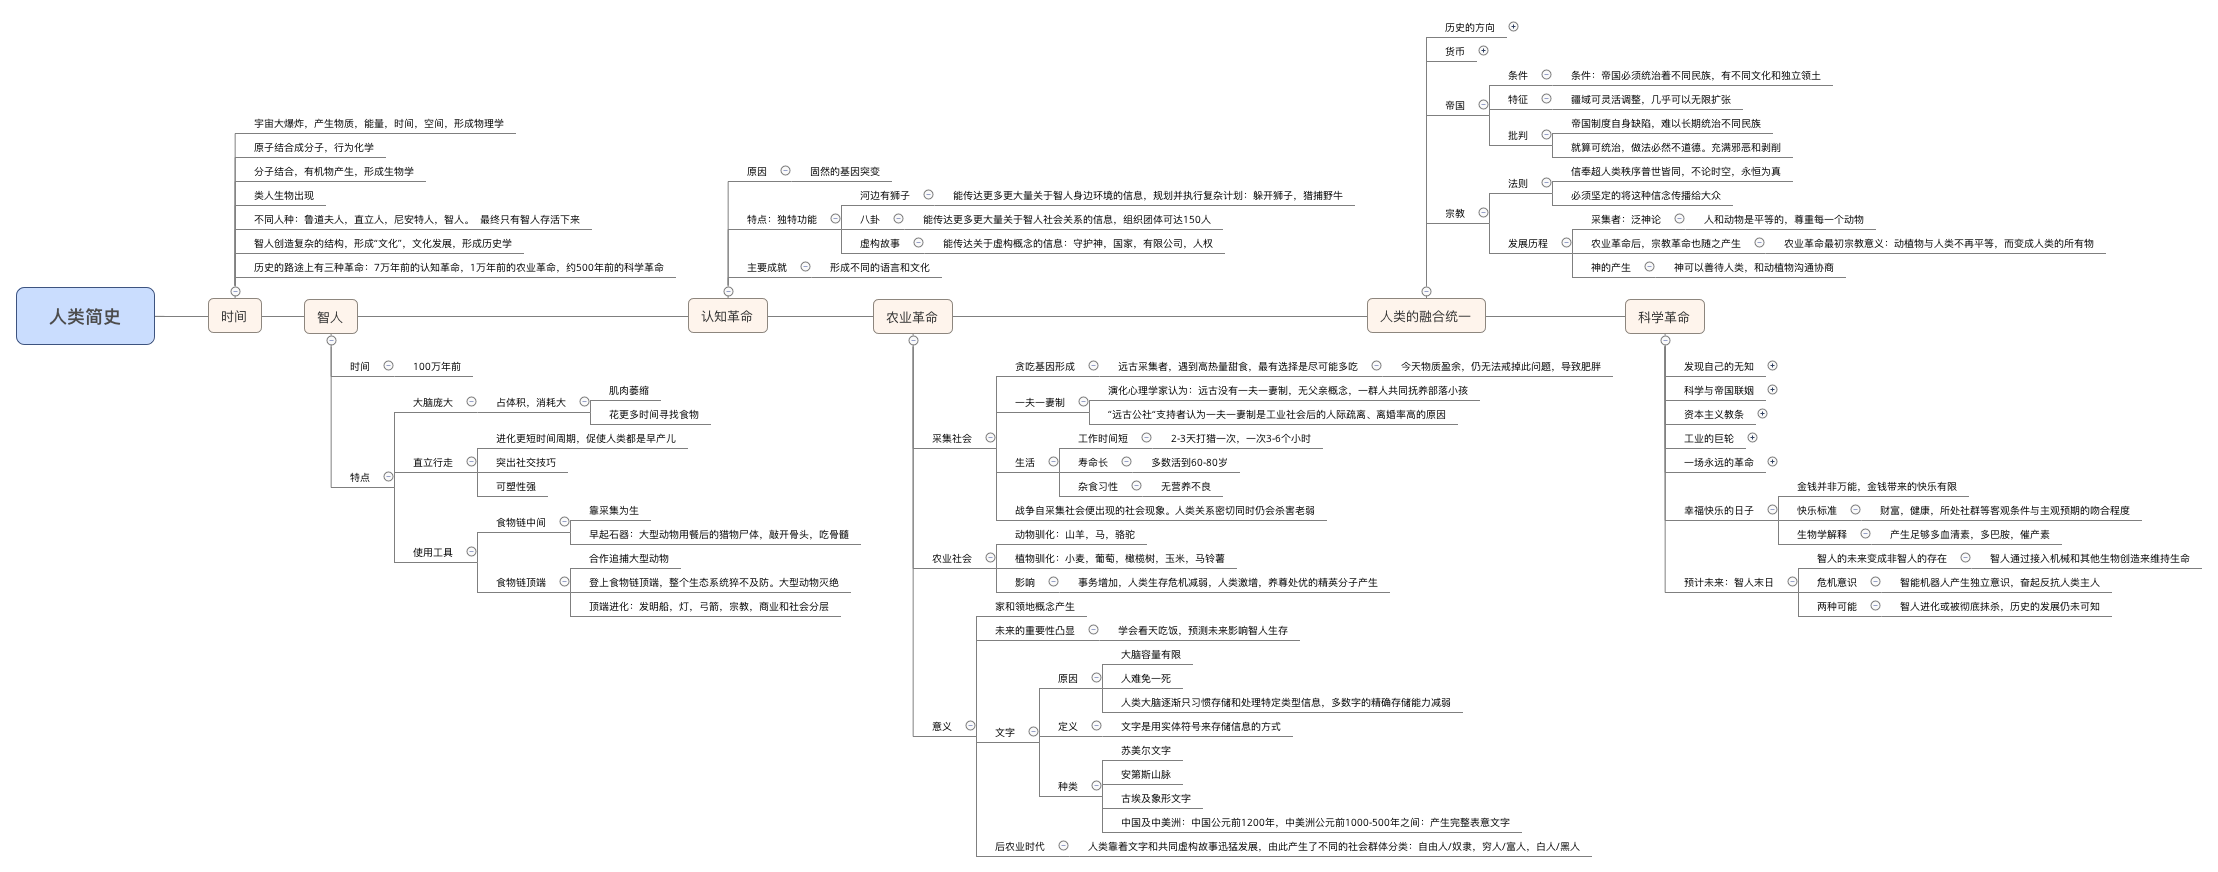 人类简史
时间
宇宙大爆炸，产生物质，能量，时间，空间，形成物理学
原子结合成分子，行为化学
分子结合，有机物产生，形成生物学
类人生物出现
不同人种：鲁道夫人，直立人，尼安特人，智人。 最终只有智人存活下来
智人创造复杂的结构，形成“文化”，文化发展，形成历史学
历史的路途上有三种革命：7万年前的认知革命，1万年前的农业革命，约500年前的科学革命
智人
时间
100万年前
特点
大脑庞大
占体积，消耗大
肌肉萎缩
花更多时间寻找食物
直立行走
进化更短时间周期，促使人类都是早产儿
突出社交技巧
可塑性强
使用工具
食物链中间
靠采集为生
早起石器：大型动物用餐后的猎物尸体，敲开骨头，吃骨髓
食物链顶端
合作追捕大型动物
登上食物链顶端，整个生态系统猝不及防。大型动物灭绝
顶端进化：发明船，灯，弓箭，宗教，商业和社会分层
认知革命
原因
固然的基因突变
特点：独特功能
河边有狮子
能传达更多更大量关于智人身边环境的信息，规划并执行复杂计划：躲开狮子，猎捕野牛
八卦
能传达更多更大量关于智人社会关系的信息，组织团体可达150人
虚构故事
能传达关于虚构概念的信息：守护神，国家，有限公司，人权
主要成就
形成不同的语言和文化
农业革命
采集社会
贪吃基因形成
远古采集者，遇到高热量甜食，最有选择是尽可能多吃
今天物质盈余，仍无法戒掉此问题，导致肥胖
一夫一妻制
演化心理学家认为：远古没有一夫一妻制，无父亲概念，一群人共同抚养部落小孩
“远古公社”支持者认为一夫一妻制是工业社会后的人际疏离、离婚率高的原因
生活
工作时间短
2-3天打猎一次，一次3-6个小时
寿命长
多数活到60-80岁
杂食习性
无营养不良
战争自采集社会便出现的社会现象。人类关系密切同时仍会杀害老弱
农业社会
动物驯化：山羊，马，骆驼
植物驯化：小麦，葡萄，橄榄树，玉米，马铃薯
影响
事务增加，人类生存危机减弱，人类激增，养尊处优的精英分子产生
意义
家和领地概念产生
未来的重要性凸显
学会看天吃饭，预测未来影响智人生存
文字
原因
大脑容量有限
人难免一死
人类大脑逐渐只习惯存储和处理特定类型信息，多数字的精确存储能力减弱
定义
文字是用实体符号来存储信息的方式
种类
苏美尔文字
安第斯山脉
古埃及象形文字
中国及中美洲：中国公元前1200年，中美洲公元前1000-500年之间：产生完整表意文字
后农业时代
人类靠着文字和共同虚构故事迅猛发展，由此产生了不同的社会群体分类：自由人/奴隶，穷人/富人，白人/黑人
人类的融合统一
历史的方向
货币
帝国
条件
条件：帝国必须统治着不同民族，有不同文化和独立领土
特征
疆域可灵活调整，几乎可以无限扩张
批判
帝国制度自身缺陷，难以长期统治不同民族
就算可统治，做法必然不道德。充满邪恶和剥削
宗教
法则
信奉超人类秩序普世皆同，不论时空，永恒为真
必须坚定的将这种信念传播给大众
发展历程
采集者：泛神论
人和动物是平等的，尊重每一个动物
农业革命后，宗教革命也随之产生
农业革命最初宗教意义：动植物与人类不再平等，而变成人类的所有物
神的产生
神可以善待人类，和动植物沟通协商
科学革命
发现自己的无知
科学与帝国联姻
资本主义教条
工业的巨轮
一场永远的革命
幸福快乐的日子
金钱并非万能，金钱带来的快乐有限
快乐标准
财富，健康，所处社群等客观条件与主观预期的吻合程度
生物学解释
产生足够多血清素，多巴胺，催产素
预计未来：智人末日
智人的未来变成非智人的存在
智人通过接入机械和其他生物创造来维持生命
危机意识
智能机器人产生独立意识，奋起反抗人类主人
两种可能
智人进化或被彻底抹杀，历史的发展仍未可知